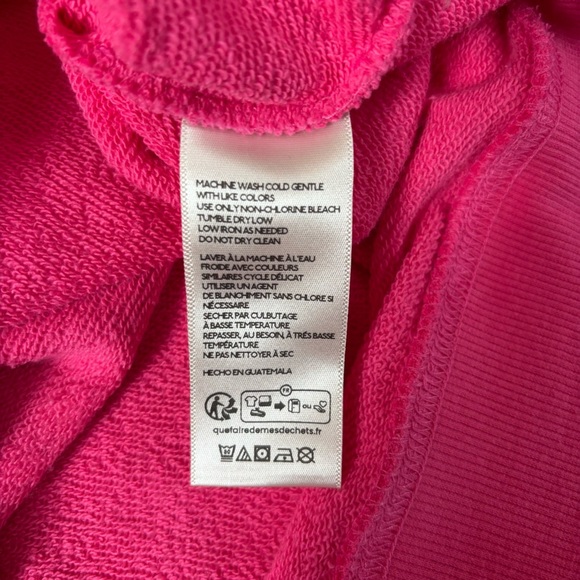 MACHINE WASH COLD GENTLE
WITH LIKE COLORS
USE ONLY NON-CHLORINE BLEACH
TUMBLE DRY LOW
LOW IRON AS NEEDED
DO NOT DRY CLEAN
LAVER À LA MACHINE À L'EAU
FROIDE AVEC COULEURS
SIMILAIRES CYCLE DÉLICAT
UTILISER UN AGENT
DE BLANCHIMENT SANS CHLORE SI
NÉCESSAIRE
SECHER PAR CULBUTAGE
À BASSE TEMPERATURE
REPASSER, AU BESOIN, À TRÈS BASSE
TEMPÉRATURE
NE PAS NETTOYER À SEC
HECHO EN GUATEMALA
FR
OU
quefairedemesdechets.fr